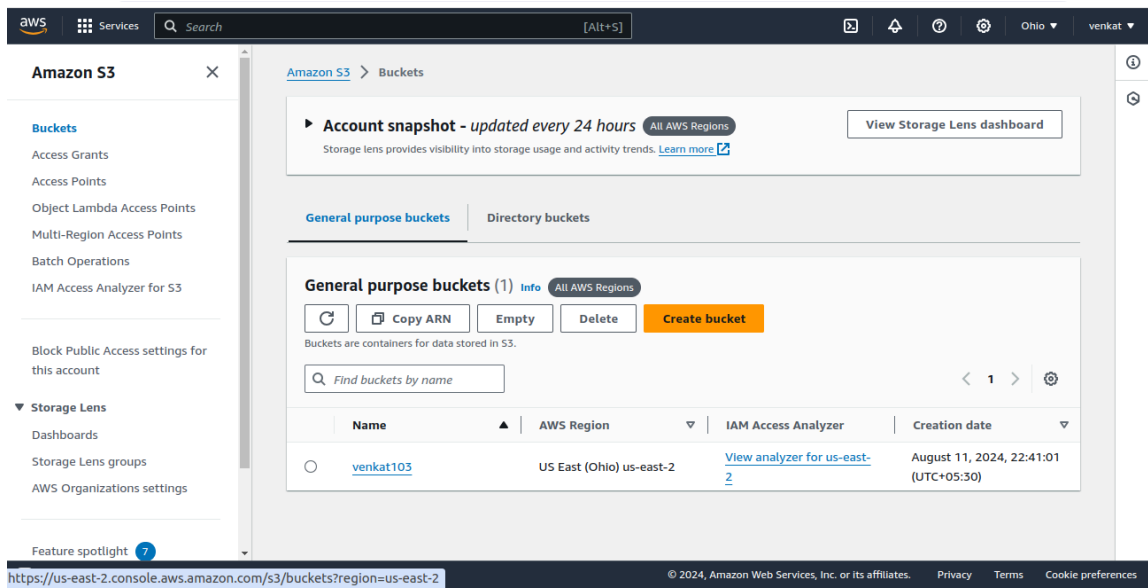 aws Services Search [Alt+S] Ohio venkat
Amazon S3
Buckets
Access Grants
Access Points
Object Lambda Access Points
Multi-Region Access Points
Batch Operations
IAM Access Analyzer for S3
Block Public Access settings for
this account
Storage Lens
Dashboards
Storage Lens groups
AWS Organizations settings
Feature spotlight 7
Amazon S3 > Buckets
Account snapshot - updated every 24 hours All AWS Regions
Storage lens provides visibility into storage usage and activity trends. Learn more
View Storage Lens dashboard
General purpose buckets Directory buckets
General purpose buckets (1) Info All AWS Regions
Copy ARN Empty Delete Create bucket
Buckets are containers for data stored in S3.
Find buckets by name
< 1 >
Name AWS Region IAM Access Analyzer Creation date
venkat103 US East (Ohio) us-east-2 View analyzer for us-east-
2
August 11, 2024, 22:41:01
(UTC+05:30)
https://us-east-2.console.aws.amazon.com/s3/buckets?region=us-east-2
© 2024, Amazon Web Services, Inc. or its affiliates. Privacy Terms Cookie preferences